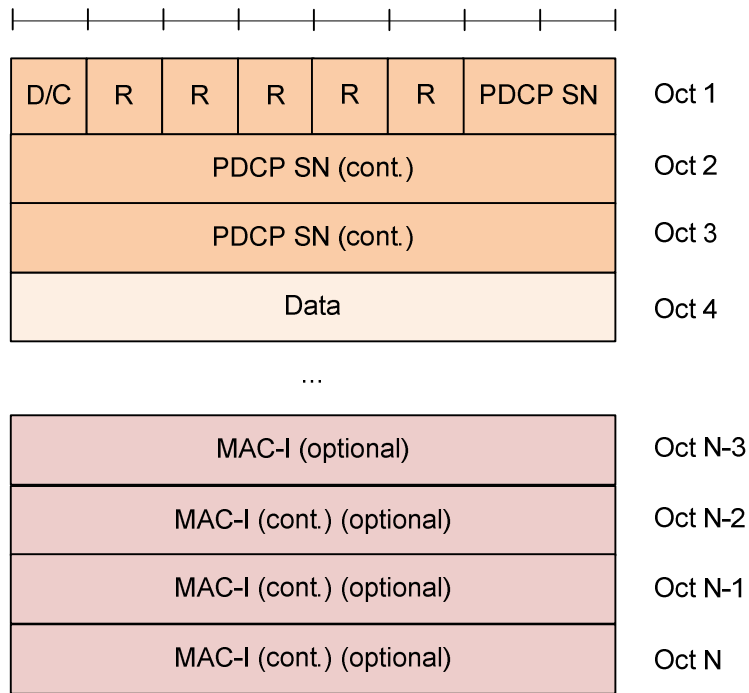 D/C R R R R R PDCP SN Oct 1
PDCP SN (cont.) Oct 2
PDCP SN (cont.) Oct 3
Data Oct 4
...
MAC-I (optional) Oct N-3
MAC-I (cont.) (optional) Oct N-2
MAC-I (cont.) (optional) Oct N-1
MAC-I (cont.) (optional) Oct N